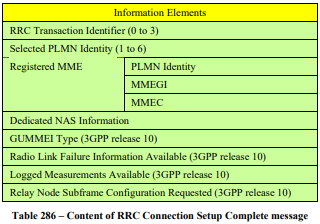 Information Elements
RRC Transaction Identifier (0 to 3)
Selected PLMN Identity (1 to 6)
Registered MME
PLMN Identity
MMEGI
MMEC
Dedicated NAS Information
GUMMEI Type (3GPP release 10)
Radio Link Failure Information Available (3GPP release 10)
Logged Measurements Available (3GPP release 10)
Relay Node Subframe Configuration Requested (3GPP release 10)
Table 286 – Content of RRC Connection Setup Complete message